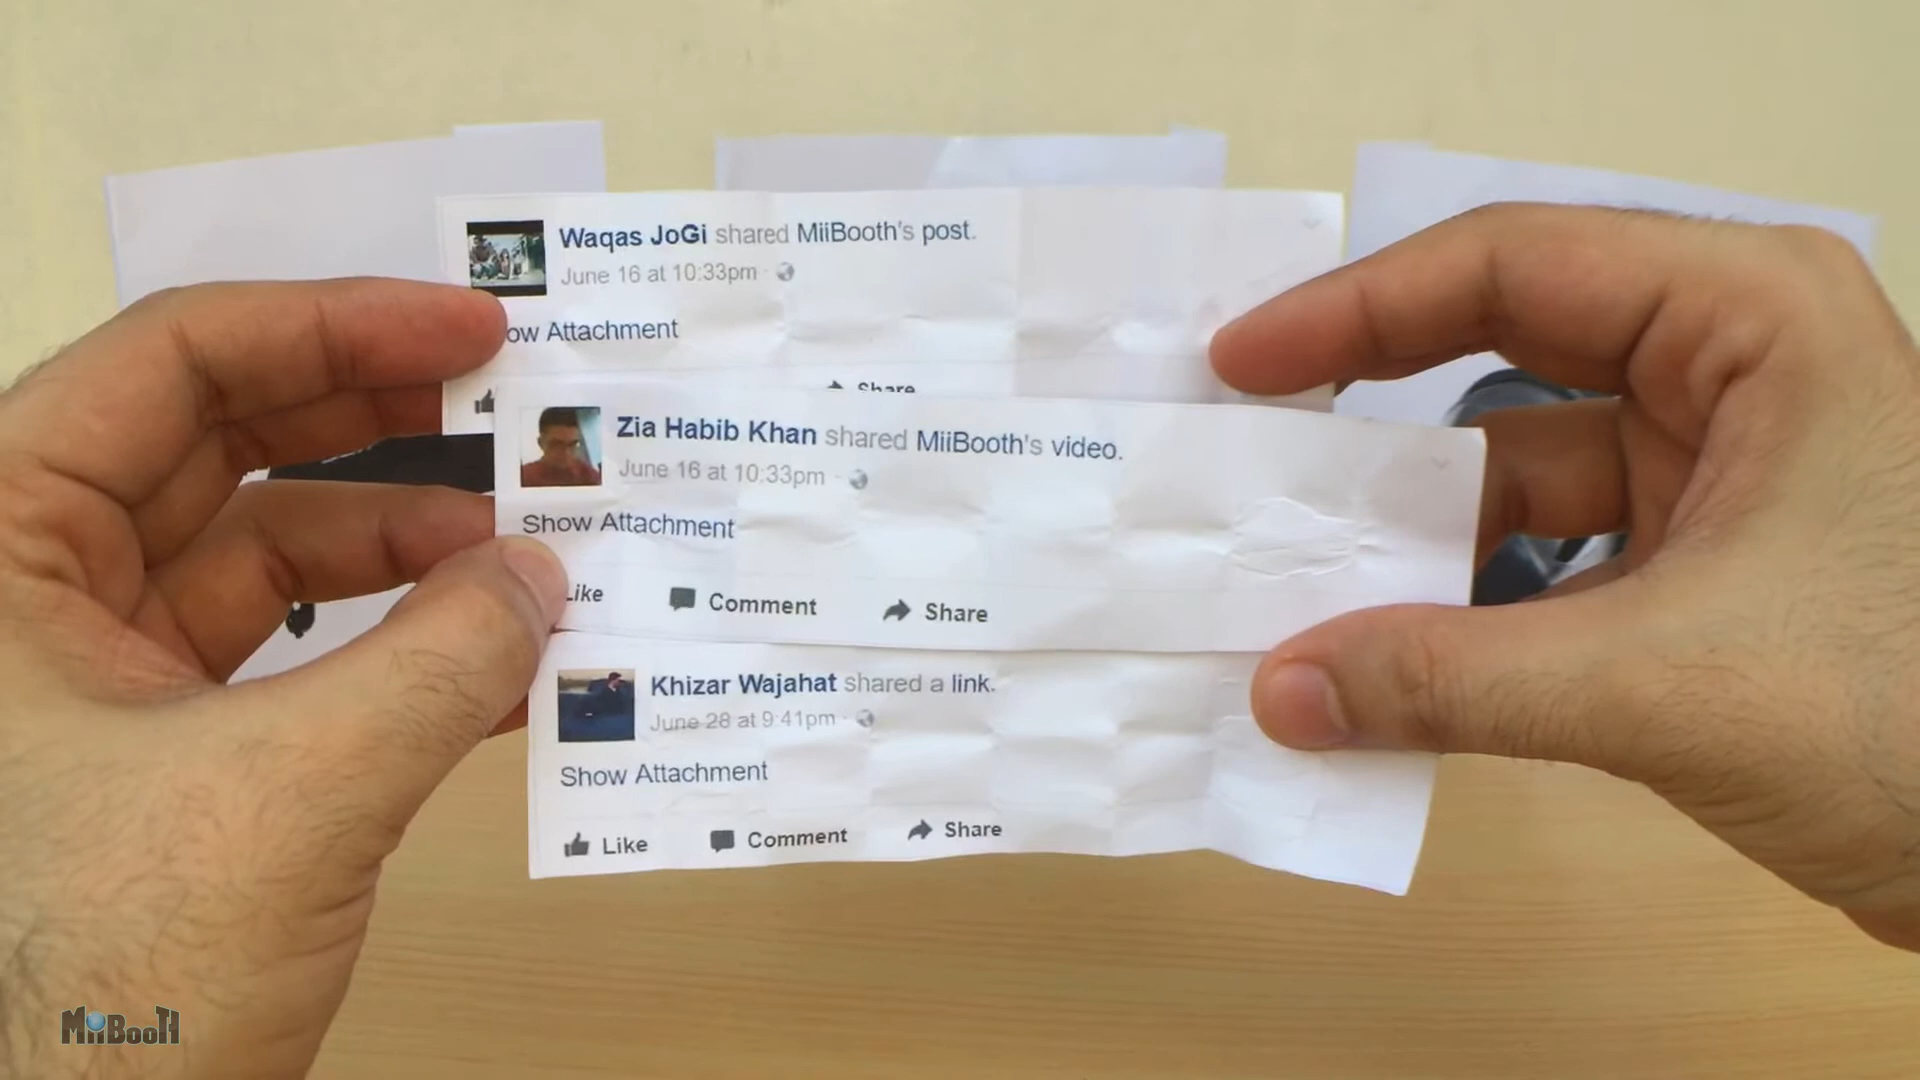 Waqas JoGi shared MiiBooth's post.
June 16 at 10:33pm ·
ow Attachment
Share
Zia Habib Khan shared MiiBooth's video.
June 16 at 10:33pm ·
Show Attachment
Like Comment Share
Khizar Wajahat shared a link.
June 28 at 9:41pm ·
Show Attachment
Like Comment Share
MiiBooTH